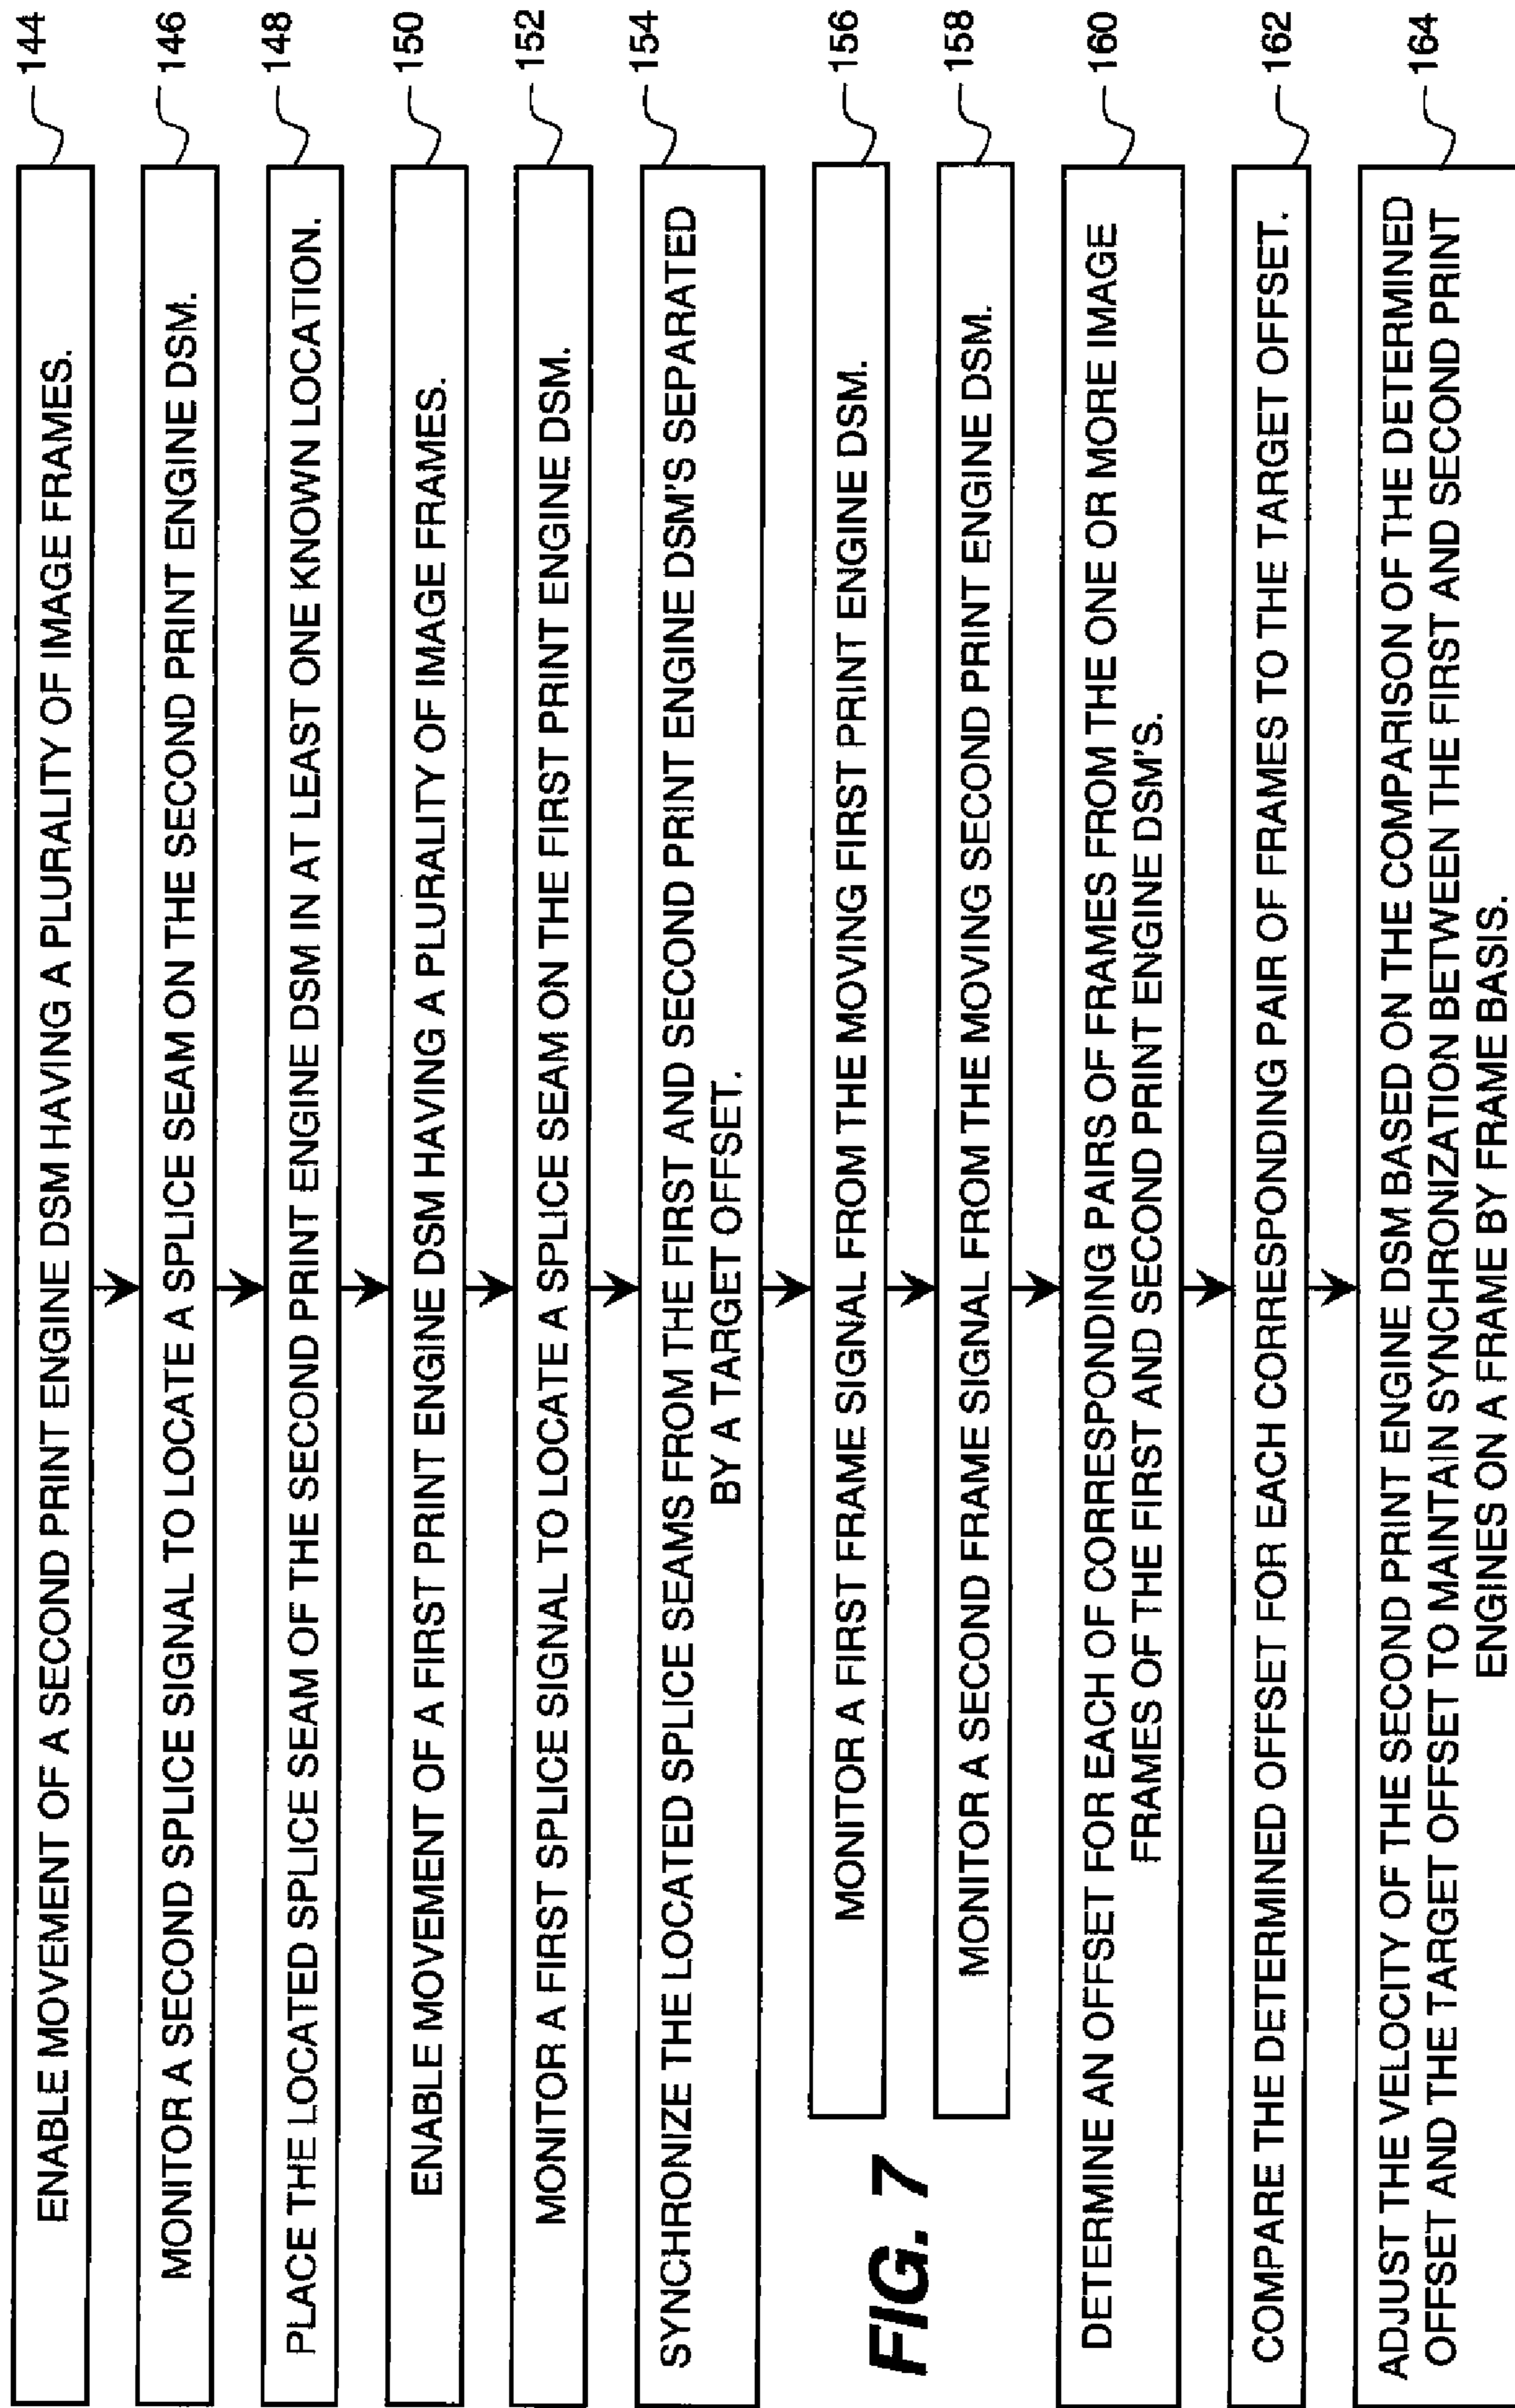 ENABLE MOVEMENT OF A SECOND PRINT ENGINE DSM HAVING A PLURALITY OF IMAGE FRAMES.
144
MONITOR A SECOND SPLICE SIGNAL TO LOCATE A SPLICE SEAM ON THE SECOND PRINT ENGINE DSM.
146
PLACE THE LOCATED SPLICE SEAM OF THE SECOND PRINT ENGINE DSM IN AT LEAST ONE KNOWN LOCATION.
148
ENABLE MOVEMENT OF A FIRST PRINT ENGINE DSM HAVING A PLURALITY OF IMAGE FRAMES.
150
MONITOR A FIRST SPLICE SIGNAL TO LOCATE A SPLICE SEAM ON THE FIRST PRINT ENGINE DSM.
152
SYNCHRONIZE THE LOCATED SPLICE SEAMS FROM THE FIRST AND SECOND PRINT ENGINE DSM'S SEPARATED
BY A TARGET OFFSET.
154
MONITOR A FIRST FRAME SIGNAL FROM THE MOVING FIRST PRINT ENGINE DSM.
156
MONITOR A SECOND FRAME SIGNAL FROM THE MOVING SECOND PRINT ENGINE DSM.
158
DETERMINE AN OFFSET FOR EACH OF CORRESPONDING PAIRS OF FRAMES FROM THE ONE OR MORE IMAGE
FRAMES OF THE FIRST AND SECOND PRINT ENGINE DSM'S.
160
COMPARE THE DETERMINED OFFSET FOR EACH CORRESPONDING PAIR OF FRAMES TO THE TARGET OFFSET.
162
ADJUST THE VELOCITY OF THE SECOND PRINT ENGINE DSM BASED ON THE COMPARISON OF THE DETERMINED
OFFSET AND THE TARGET OFFSET TO MAINTAIN SYNCHRONIZATION BETWEEN THE FIRST AND SECOND PRINT
ENGINES ON A FRAME BY FRAME BASIS.
164
FIG. 7